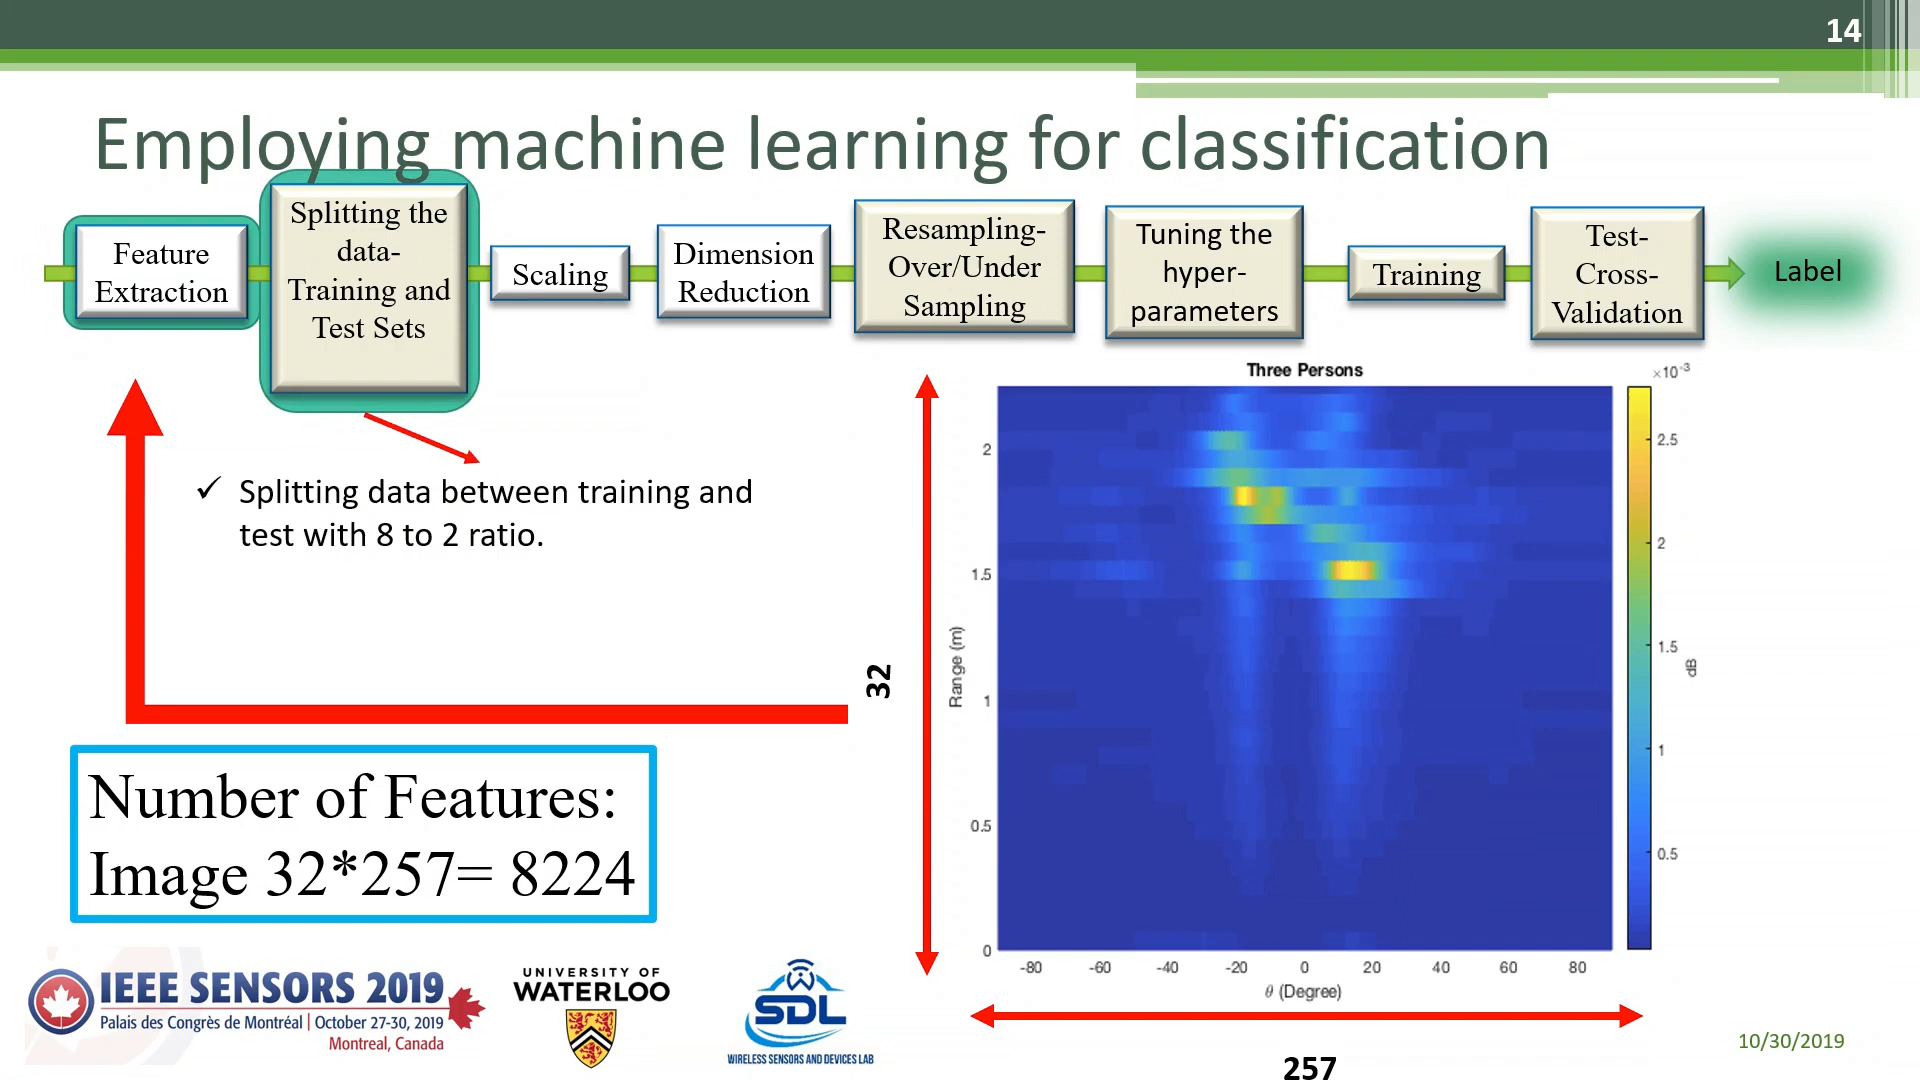 14
Employing machine learning for classification
Feature
Extraction
Splitting the
data-
Training and
Test Sets
Scaling
Dimension
Reduction
Resampling-
Over/Under
Sampling
Tuning the
hyper-
parameters
Training
Test-
Cross-
Validation
Label
✓ Splitting data between training and
test with 8 to 2 ratio.
Number of Features:
Image 32*257= 8224
32
Three Persons
×10-3
2
1.5
1
0.5
0
Range (m)
-80 -60 -40 -20 0 20 40 60 80
θ (Degree)
2.5
2
1.5
1
0.5
dB
257
IEEE SENSORS 2019
Palais des Congrès de Montréal | October 27-30, 2019
Montreal, Canada
UNIVERSITY OF
WATERLOO
SDL
WIRELESS SENSORS AND DEVICES LAB
10/30/2019